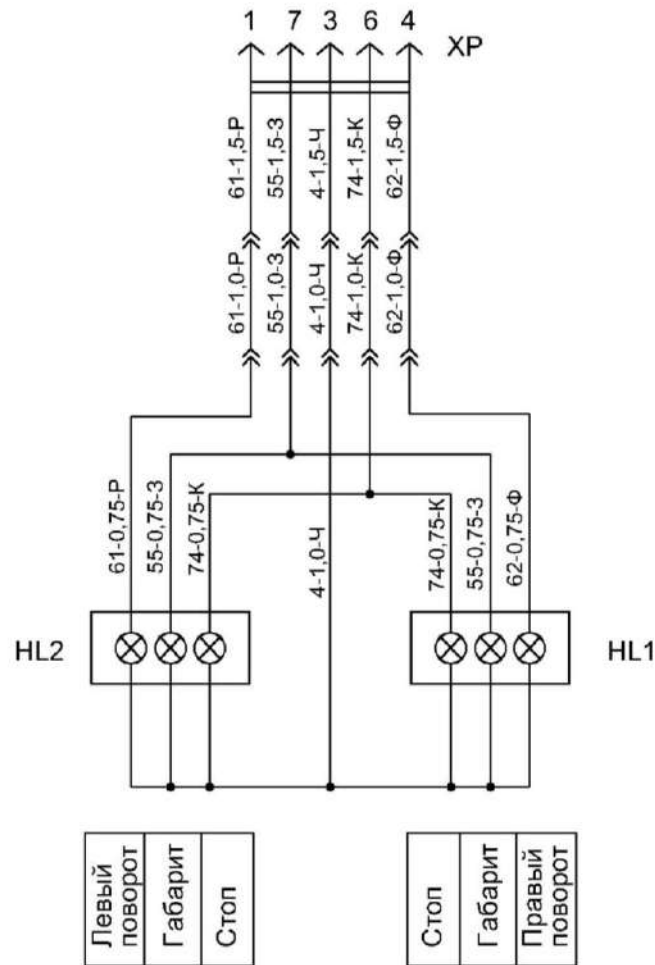 1 7 3 6 4
XP
61-1,5-Р
55-1,5-З
4-1,5-Ч
74-1,5-К
62-1,5-Ф
61-1,0-Р
55-1,0-З
4-1,0-Ч
74-1,0-К
62-1,0-Ф
61-0,75-Р
55-0,75-З
74-0,75-К
4-1,0-Ч
74-0,75-К
55-0,75-З
62-0,75-Ф
HL2
HL1
Левый
поворот
Габарит
Стоп
Стоп
Габарит
Правый
поворот